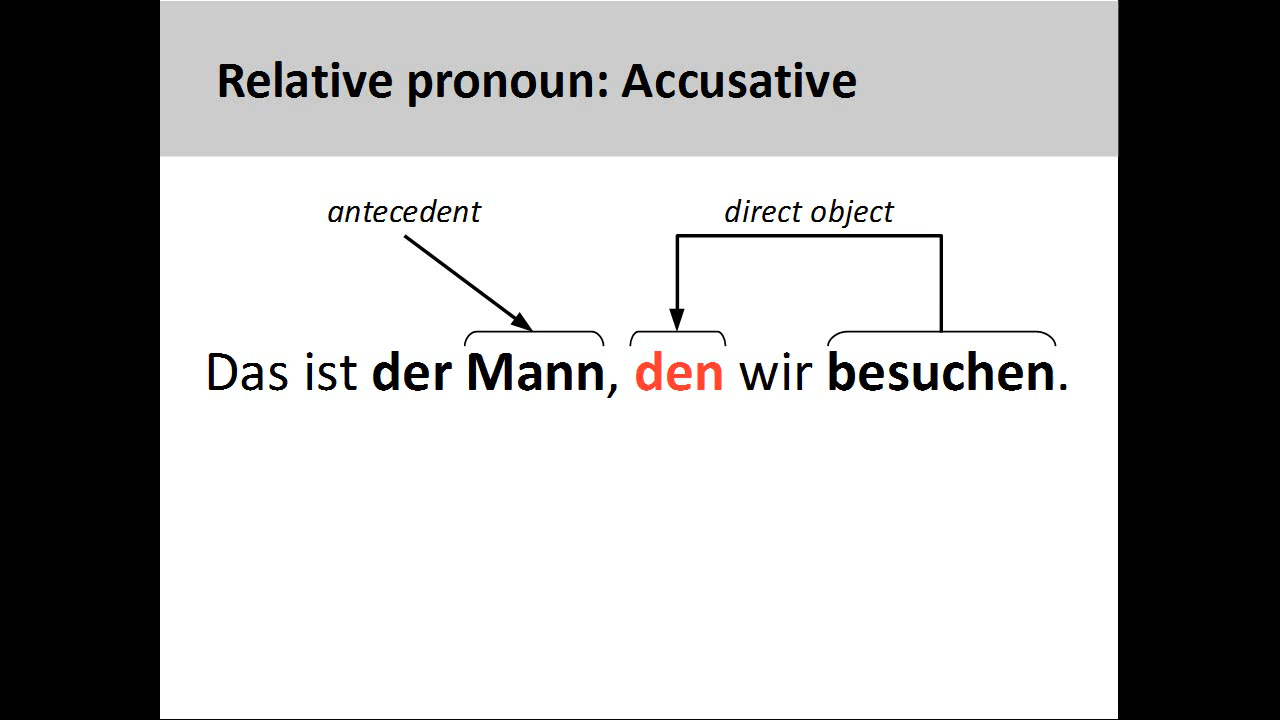 Relative pronoun: Accusative
antecedent direct object
Das ist der Mann, den wir besuchen.